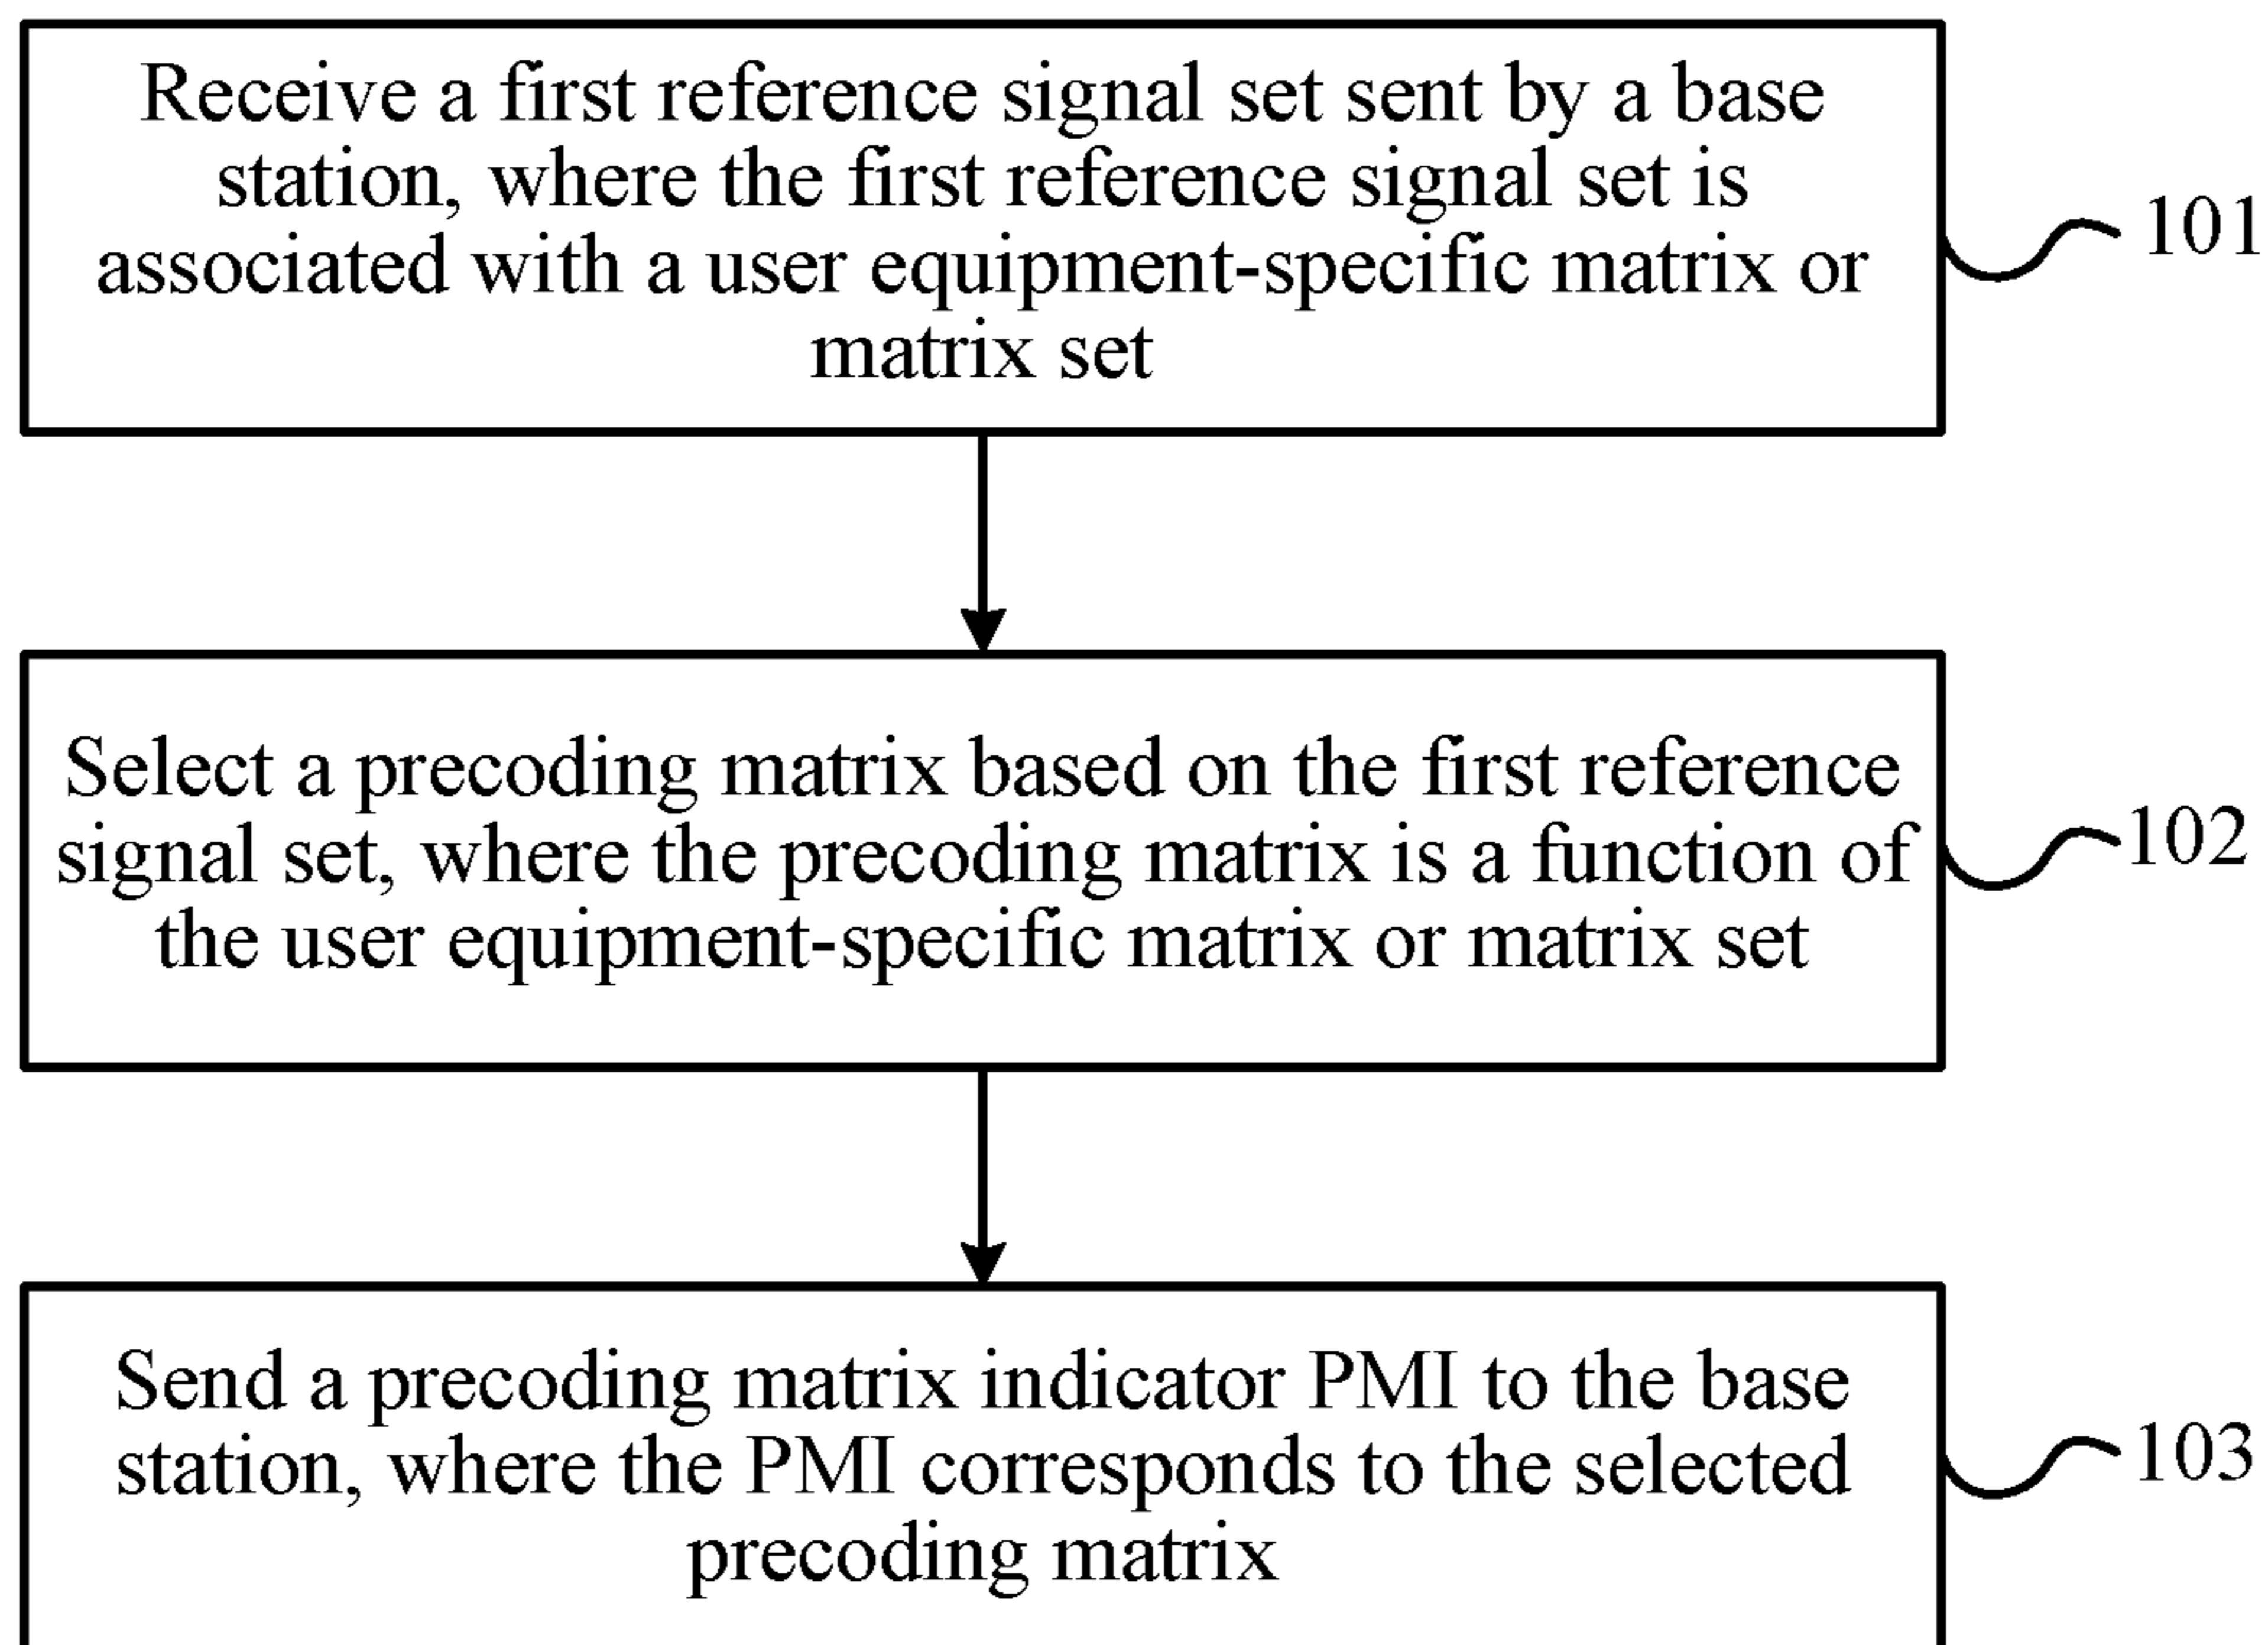 Receive a first reference signal set sent by a base
station, where the first reference signal set is
associated with a user equipment-specific matrix or
matrix set
101
Select a precoding matrix based on the first reference
signal set, where the precoding matrix is a function of
the user equipment-specific matrix or matrix set
102
Send a precoding matrix indicator PMI to the base
station, where the PMI corresponds to the selected
precoding matrix
103